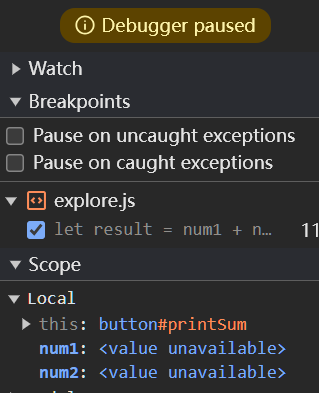 Debugger paused
Watch
Breakpoints
Pause on uncaught exceptions
Pause on caught exceptions
explore.js
let result = num1 + n… 11
Scope
Local
this: button#printSum
num1: <value unavailable>
num2: <value unavailable>